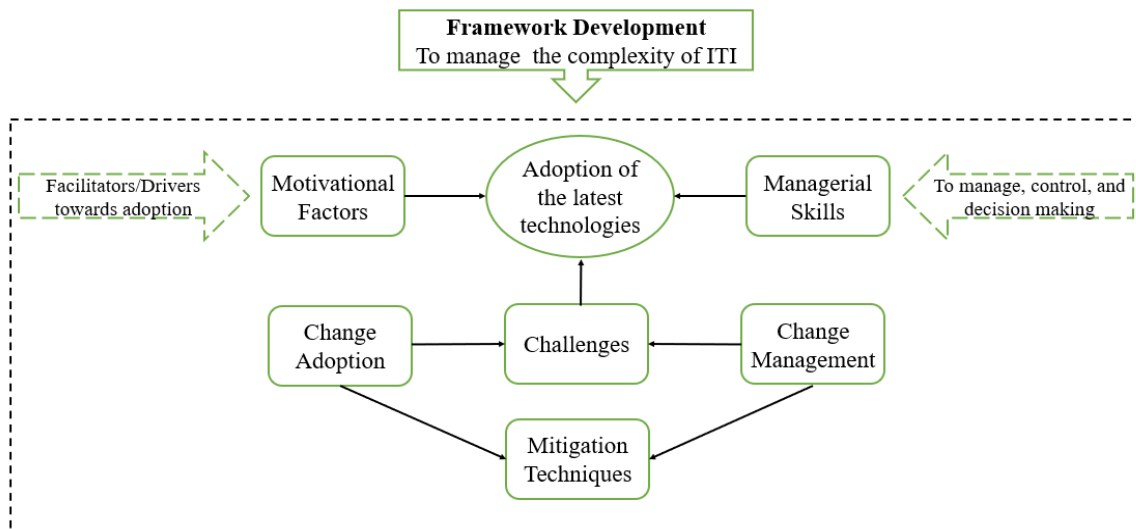 Framework Development
To manage the complexity of ITI
Facilitators/Drivers
towards adoption
Motivational
Factors
Adoption of
the latest
technologies
Managerial
Skills
To manage, control, and
decision making
Change
Adoption
Challenges
Change
Management
Mitigation
Techniques